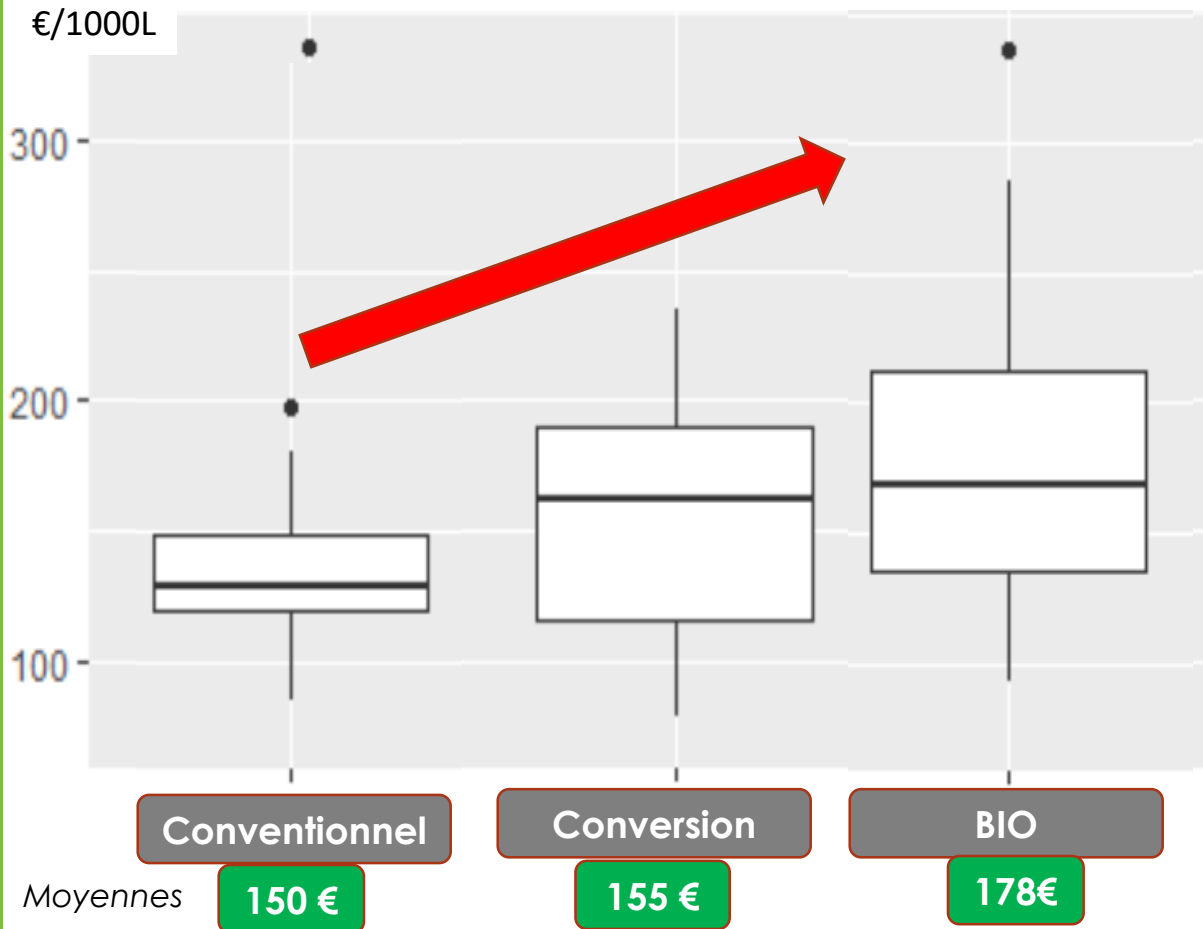 €/1000L
300
200
100
Conventionnel Conversion BIO
Moyennes 150 € 155 € 178€